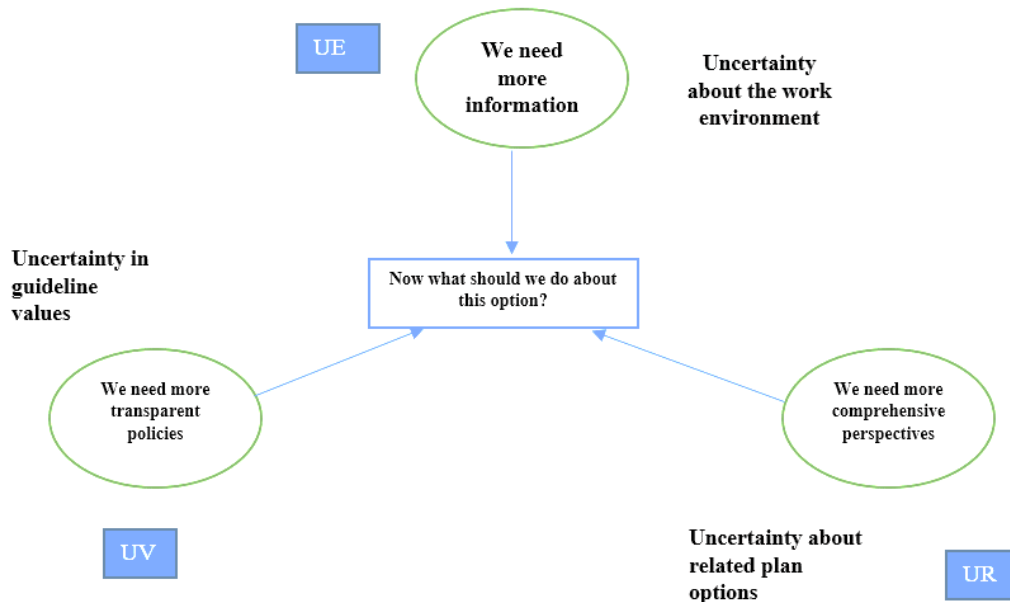 UE
We need
more
information
Uncertainty
about the work
environment
Uncertainty in
guideline
values
Now what should we do about
this option?
We need more
transparent
policies
We need more
comprehensive
perspectives
UV
Uncertainty about
related plan
options
UR